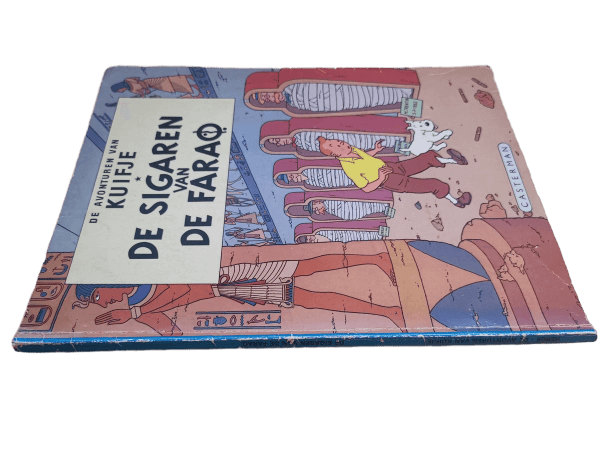 DE AVONTUREN VAN
KUIFJE
DE SIGAREN
VAN
DE FARAO
CASTERMAN